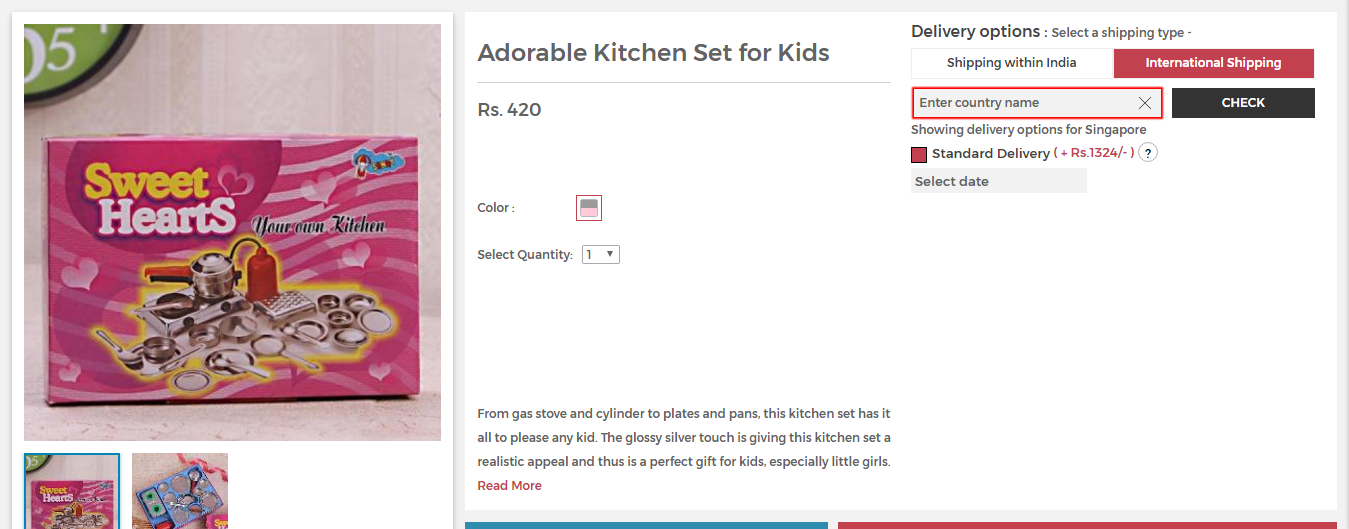 5
Sweet
HeartS
Your own Kitchen
Adorable Kitchen Set for Kids
Rs. 420
Color :
Select Quantity: 1
From gas stove and cylinder to plates and pans, this kitchen set has it
all to please any kid. The glossy silver touch is giving this kitchen set a
realistic appeal and thus is a perfect gift for kids, especially little girls.
Read More
Delivery options : Select a shipping type -
Shipping within India International Shipping
Enter country name CHECK
Showing delivery options for Singapore
Standard Delivery ( + Rs.1324/- ) ?
Select date
5
Sweet
HeartS